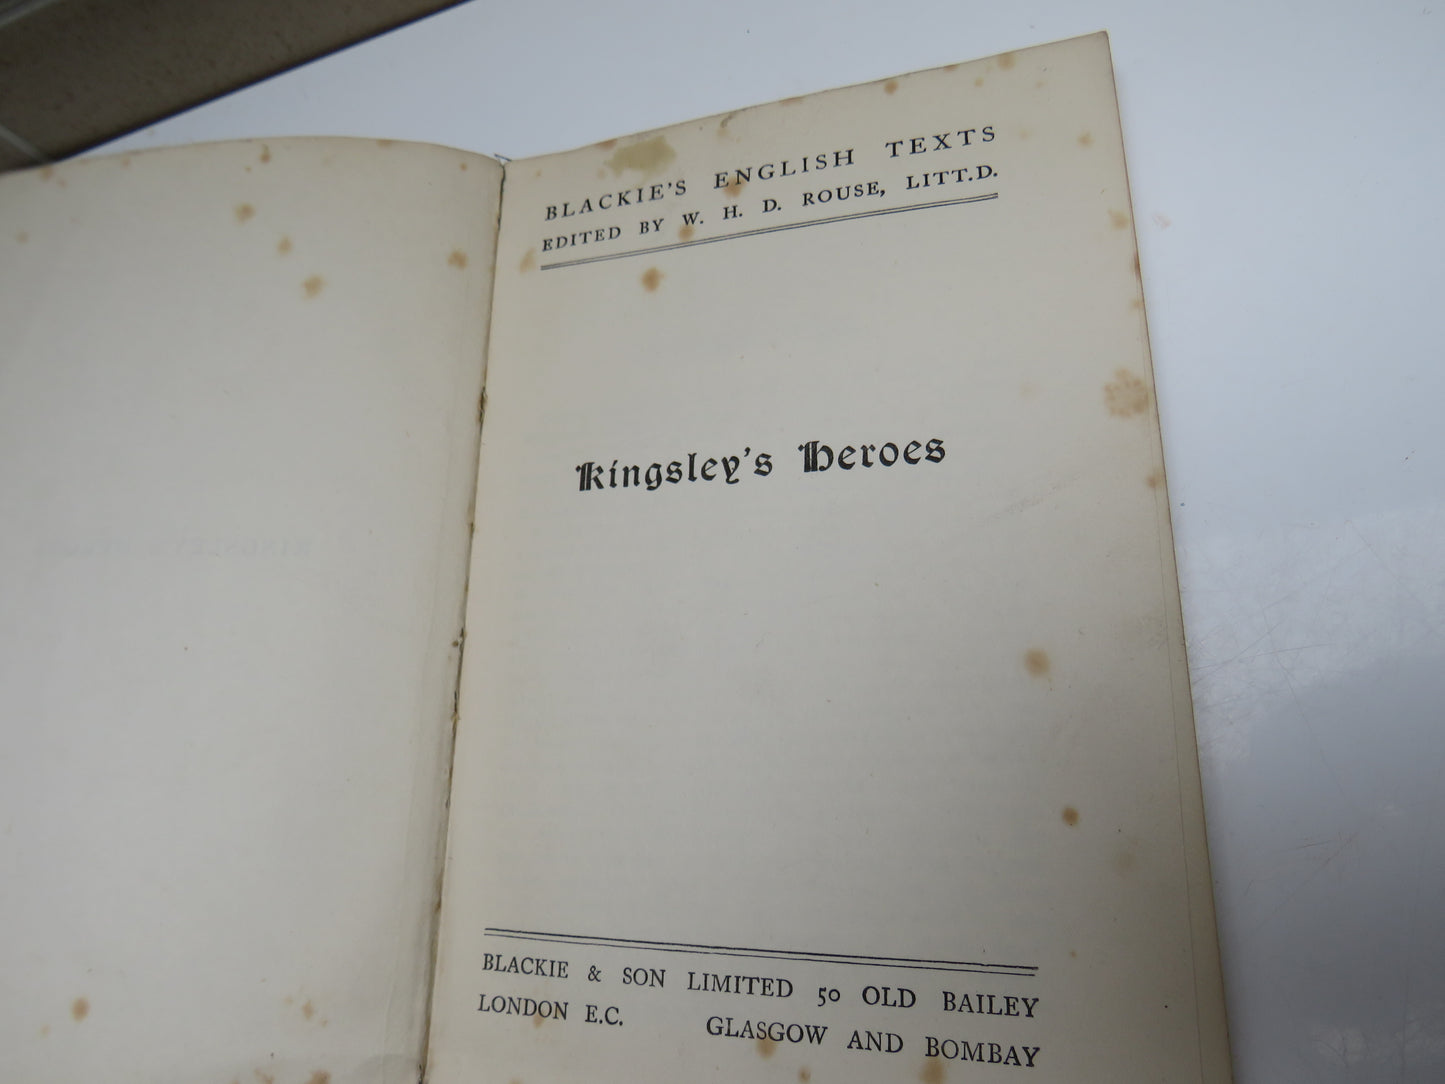 BLACKIE'S ENGLISH TEXTS
EDITED BY W. H. D. ROUSE, LITT.D.
Kingsley's Heroes
BLACKIE & SON LIMITED 50 OLD BAILEY
LONDON E.C. GLASGOW AND BOMBAY